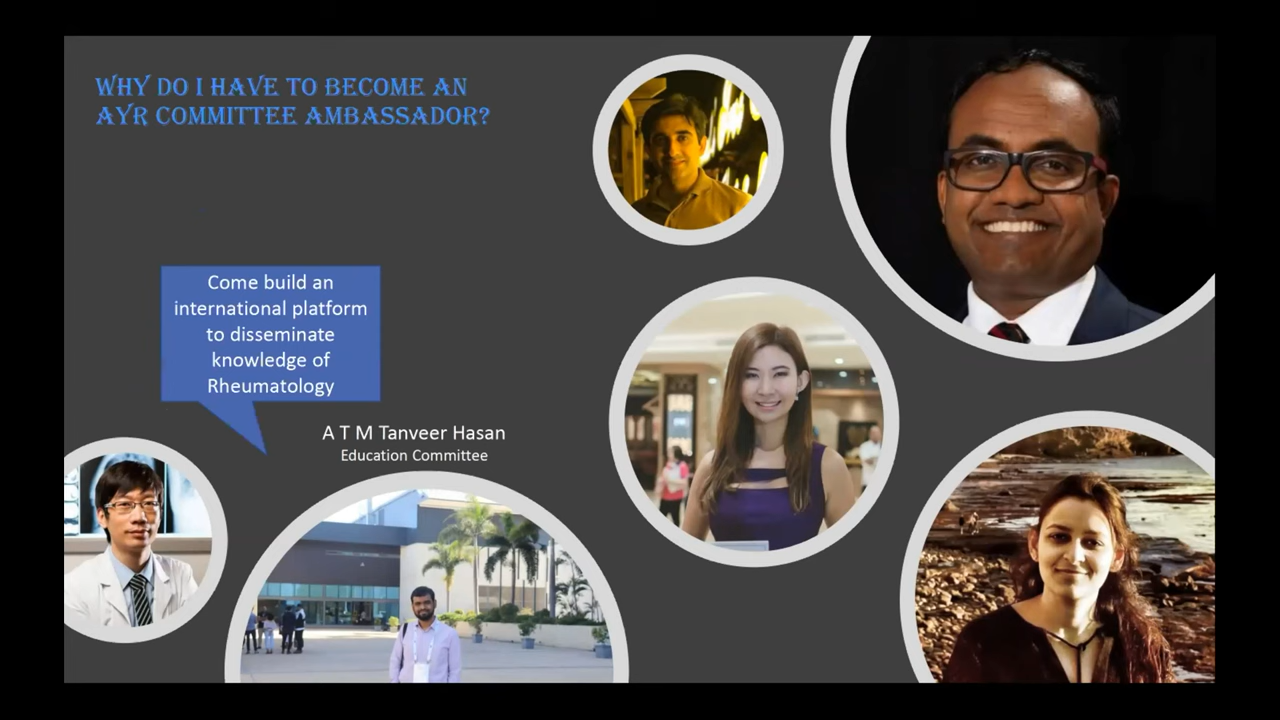 WHY DO I HAVE TO BECOME AN
AYR COMMITTEE AMBASSADOR?
Come build an
international platform
to disseminate
knowledge of
Rheumatology
A T M Tanveer Hasan
Education Committee